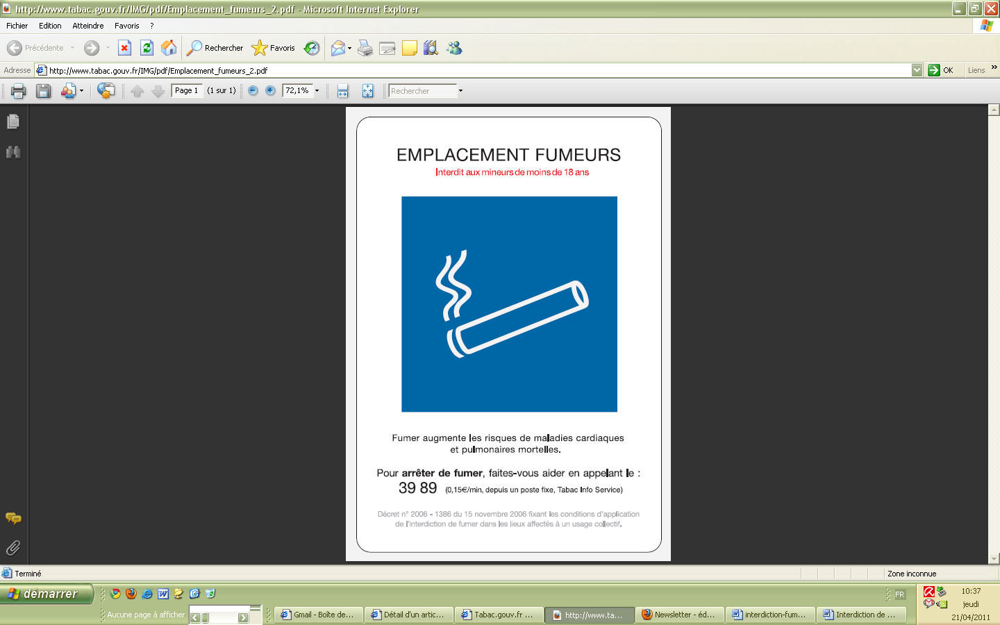 http://www.tabac.gouv.fr/IMG/pdf/Emplacement_fumeurs_2.pdf - Microsoft Internet Explorer
Fichier Edition Atteindre Favoris ?
Précédente Rechercher Favoris
Adresse http://www.tabac.gouv.fr/IMG/pdf/Emplacement_fumeurs_2.pdf OK Liens »
Page 1 (1 sur 1) 72,1% Rechercher
EMPLACEMENT FUMEURS
Interdit aux mineurs de moins de 18 ans
Fumer augmente les risques de maladies cardiaques
et pulmonaires mortelles.
Pour arrêter de fumer, faites-vous aider en appelant le :
39 89 (0,15€/min, depuis un poste fixe, Tabac Info Service)
Décret n° 2006 - 1386 du 15 novembre 2006 fixant les conditions d'application
de l'interdiction de fumer dans les lieux affectés à un usage collectif.
Terminé Zone inconnue
démarrer FR 10:37
Aucune page à afficher Gmail - Boîte de... Détail d'un artic... Tabac.gouv.fr ... http://www.ta... Newsletter - éd... interdiction-fum... Interdiction de ... jeudi
21/04/2011